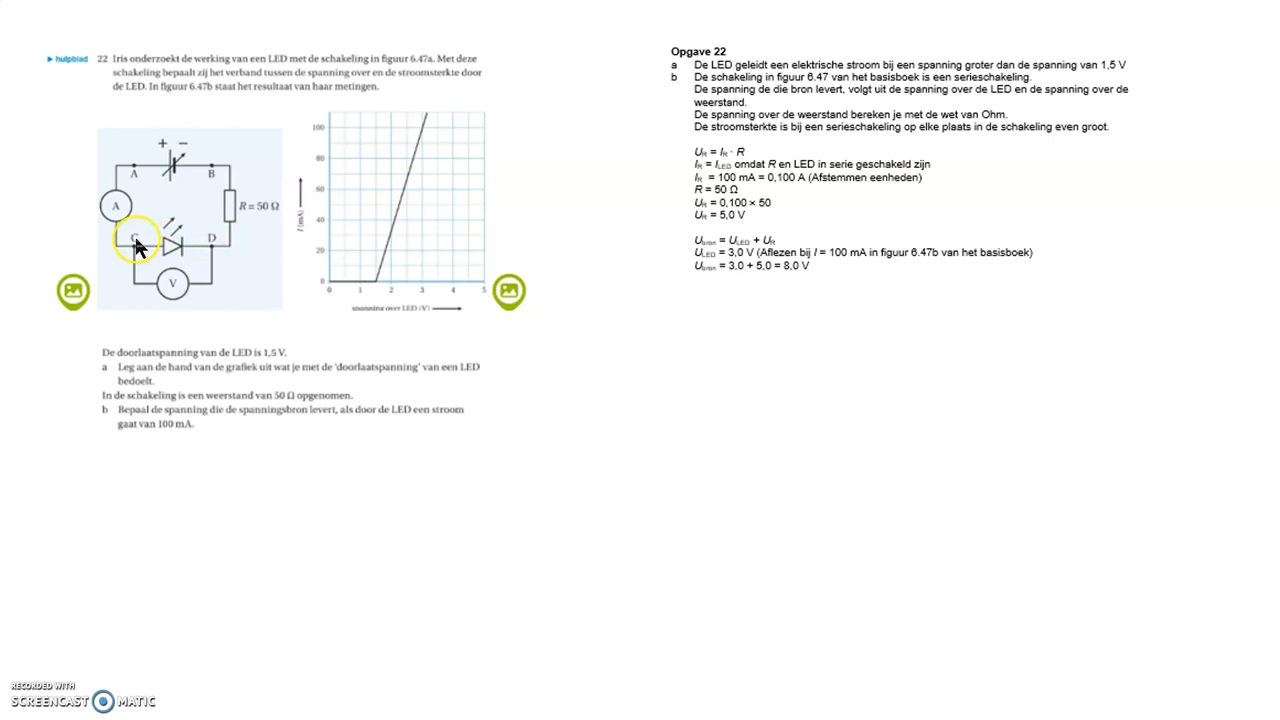 hulpblad 22 Iris onderzoekt de werking van een LED met de schakeling in figuur 6.47a. Met deze
schakeling bepaalt zij het verband tussen de spanning over en de stroomsterkte door
de LED. In figuur 6.47b staat het resultaat van haar metingen.
+ −
A B
A
R = 50 Ω
C D
V
100
80
60
40
20
0
I (mA)
0 1 2 3 4 5
spanning over LED (V)
De doorlaatspanning van de LED is 1,5 V.
a Leg aan de hand van de grafiek uit wat je met de 'doorlaatspanning' van een LED
bedoelt.
In de schakeling is een weerstand van 50 Ω opgenomen.
b Bepaal de spanning die de spanningsbron levert, als door de LED een stroom
gaat van 100 mA.
Opgave 22
a De LED geleidt een elektrische stroom bij een spanning groter dan de spanning van 1,5 V
b De schakeling in figuur 6.47 van het basisboek is een serieschakeling.
De spanning de die bron levert, volgt uit de spanning over de LED en de spanning over de
weerstand.
De spanning over de weerstand bereken je met de wet van Ohm.
De stroomsterkte is bij een serieschakeling op elke plaats in de schakeling even groot.
UR = IR · R
IR = ILED omdat R en LED in serie geschakeld zijn
IR = 100 mA = 0,100 A (Afstemmen eenheden)
R = 50 Ω
UR = 0,100 × 50
UR = 5,0 V
Ubron = ULED + UR
ULED = 3,0 V (Aflezen bij I = 100 mA in figuur 6.47b van het basisboek)
Ubron = 3,0 + 5,0 = 8,0 V
RECORDED WITH
SCREENCAST MATIC